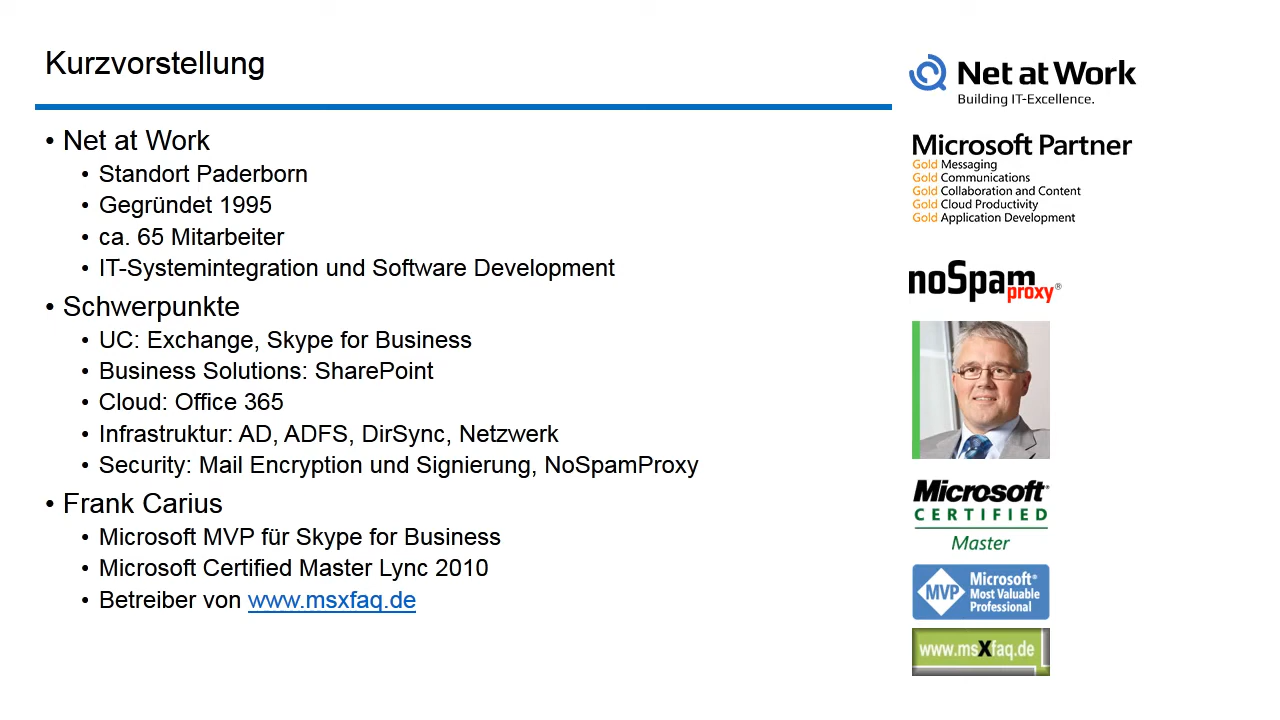 Kurzvorstellung
• Net at Work
• Standort Paderborn
• Gegründet 1995
• ca. 65 Mitarbeiter
• IT-Systemintegration und Software Development
• Schwerpunkte
• UC: Exchange, Skype for Business
• Business Solutions: SharePoint
• Cloud: Office 365
• Infrastruktur: AD, ADFS, DirSync, Netzwerk
• Security: Mail Encryption und Signierung, NoSpamProxy
• Frank Carius
• Microsoft MVP für Skype for Business
• Microsoft Certified Master Lync 2010
• Betreiber von www.msxfaq.de
Net at Work
Building IT-Excellence.
Microsoft Partner
Gold Messaging
Gold Communications
Gold Collaboration and Content
Gold Cloud Productivity
Gold Application Development
noSpam
proxy®
Microsoft®
CERTIFIED
Master
MVP
Microsoft®
Most Valuable
Professional
www.msXfaq.de